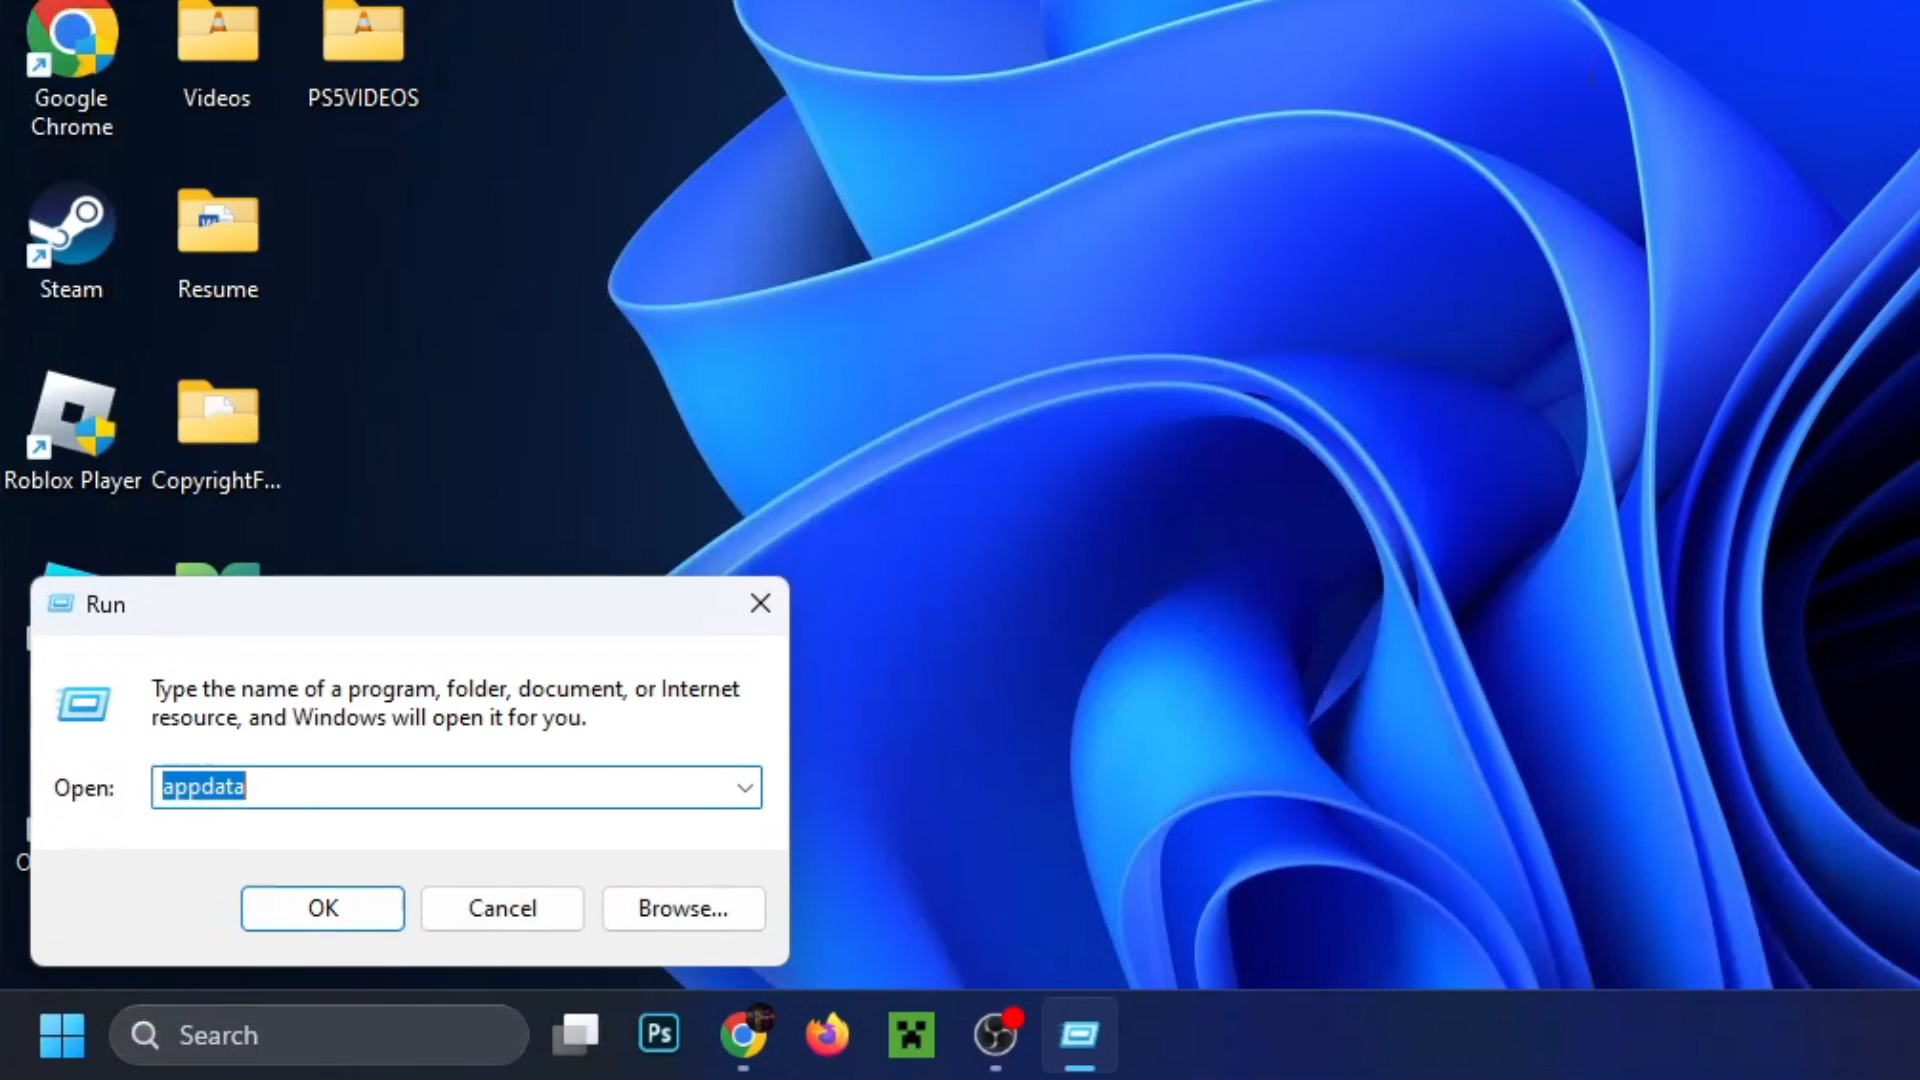 Google
Chrome
Videos
PS5VIDEOS
Steam
Resume
Roblox Player
CopyrightF...
Run
Type the name of a program, folder, document, or Internet
resource, and Windows will open it for you.
Open:
appdata
OK
Cancel
Browse...
Search
Ps